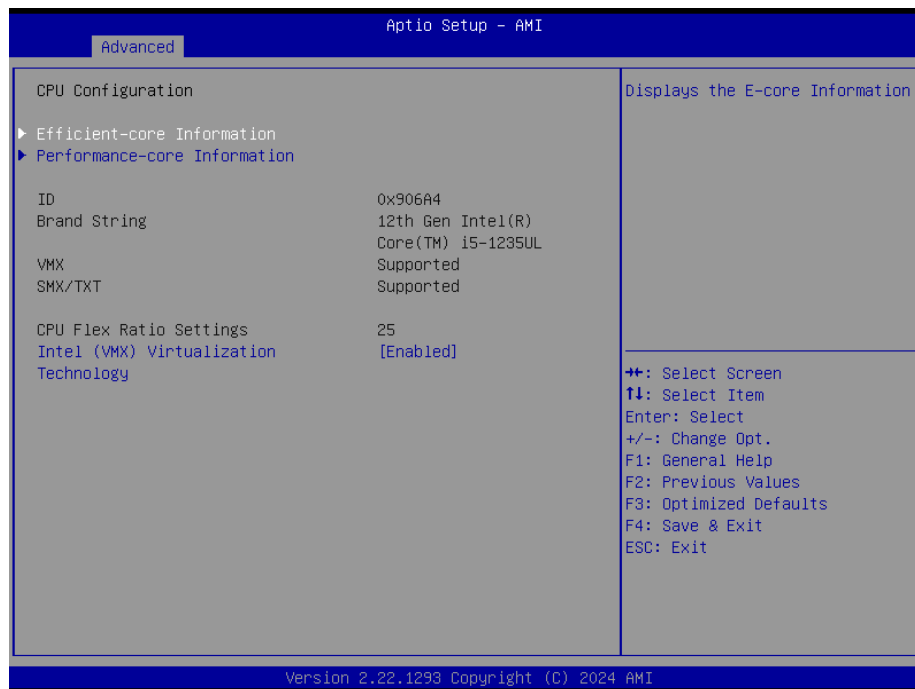 Aptio Setup – AMI
Advanced
CPU Configuration
Efficient-core Information
Performance-core Information
ID 0x906A4
Brand String 12th Gen Intel(R)
Core(TM) i5-1235UL
VMX Supported
SMX/TXT Supported
CPU Flex Ratio Settings 25
Intel (VMX) Virtualization [Enabled]
Technology
Displays the E-core Information
→←: Select Screen
↑↓: Select Item
Enter: Select
+/-: Change Opt.
F1: General Help
F2: Previous Values
F3: Optimized Defaults
F4: Save & Exit
ESC: Exit
Version 2.22.1293 Copyright (C) 2024 AMI